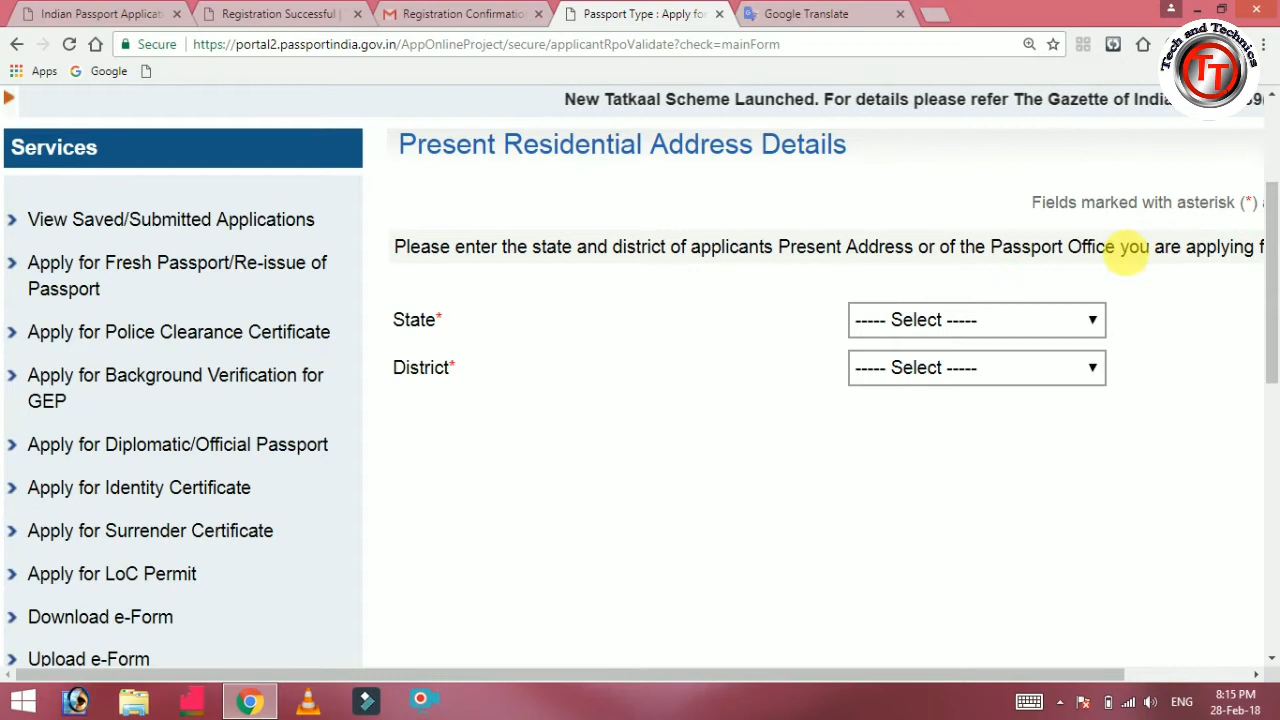 Indian Passport Applicat
Registration Successful |
Registration Confirmatio
Passport Type : Apply for
Google Translate
Secure
https://portal2.passportindia.gov.in/AppOnlineProject/secure/applicantRpoValidate?check=mainForm
Apps
Google
Tech and Technics
TT
New Tatkaal Scheme Launched. For details please refer The Gazette of India
Services
Present Residential Address Details
Fields marked with asterisk (*)
View Saved/Submitted Applications
Please enter the state and district of applicants Present Address or of the Passport Office you are applying f
Apply for Fresh Passport/Re-issue of
Passport
State*
----- Select -----
Apply for Police Clearance Certificate
District*
----- Select -----
Apply for Background Verification for
GEP
Apply for Diplomatic/Official Passport
Apply for Identity Certificate
Apply for Surrender Certificate
Apply for LoC Permit
Download e-Form
Upload e-Form
ENG
8:15 PM
28-Feb-18